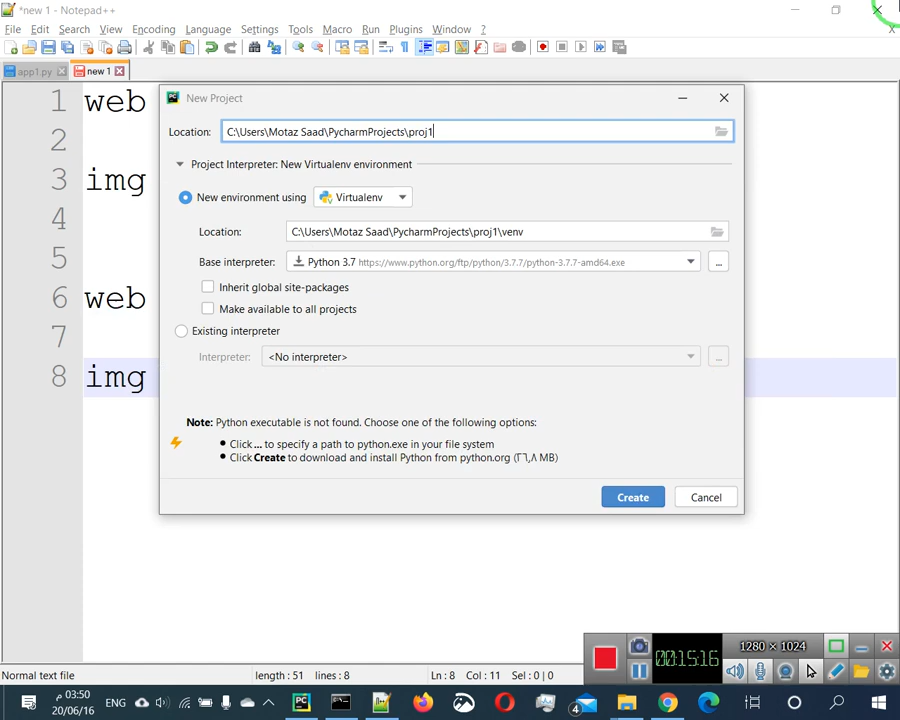 *new 1 - Notepad++
File Edit Search View Encoding Language Settings Tools Macro Run Plugins Window ?
X
app1.py new 1
New Project
Location: C:\Users\Motaz Saad\PycharmProjects\proj1
Project Interpreter: New Virtualenv environment
New environment using Virtualenv
Location: C:\Users\Motaz Saad\PycharmProjects\proj1\venv
Base interpreter: Python 3.7 https://www.python.org/ftp/python/3.7.7/python-3.7.7-amd64.exe ...
Inherit global site-packages
Make available to all projects
Existing interpreter
Interpreter: <No interpreter> ...
Note: Python executable is not found. Choose one of the following options:
Click ... to specify a path to python.exe in your file system
Click Create to download and install Python from python.org (٢٦,٨ MB)
Create Cancel
1 web
2
3 img
4
5
6 web
7
8 img
1280 × 1024
00:15:16
Normal text file length : 51 lines : 8 Ln : 8 Col : 11 Sel : 0 | 0
03:50 م
20/06/16
ENG
4